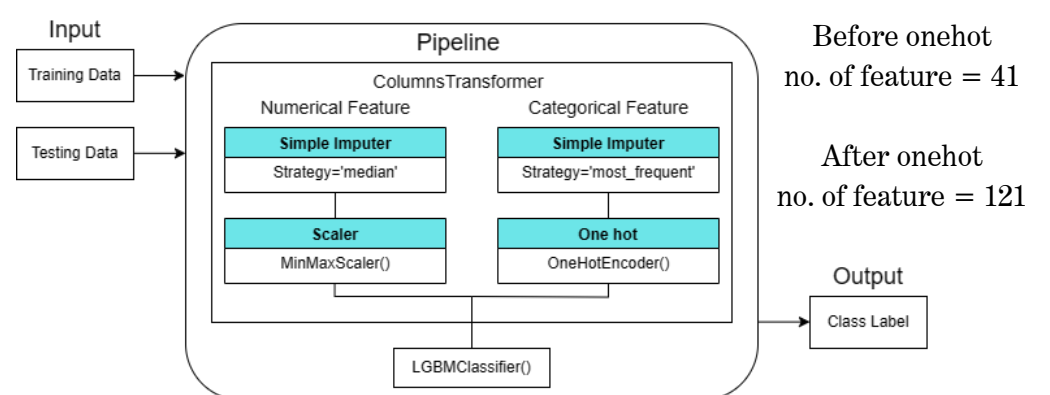 Input
Training Data
Testing Data
Pipeline
ColumnsTransformer
Numerical Feature
Simple Imputer
Strategy='median'
Scaler
MinMaxScaler()
Categorical Feature
Simple Imputer
Strategy='most_frequent'
One hot
OneHotEncoder()
LGBMClassifier()
Before onehot
no. of feature = 41
After onehot
no. of feature = 121
Output
Class Label